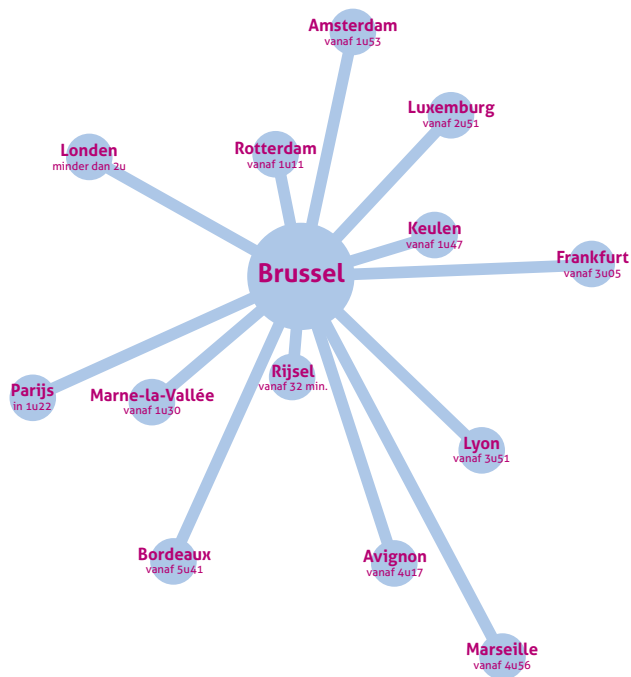 Amsterdam
vanaf 1u53
Luxemburg
vanaf 2u51
Londen
minder dan 2u
Rotterdam
vanaf 1u11
Keulen
vanaf 1u47
Frankfurt
vanaf 3u05
Brussel
Rijsel
vanaf 32 min.
Parijs
in 1u22
Marne-la-Vallée
vanaf 1u30
Lyon
vanaf 3u51
Bordeaux
vanaf 5u41
Avignon
vanaf 4u17
Marseille
vanaf 4u56